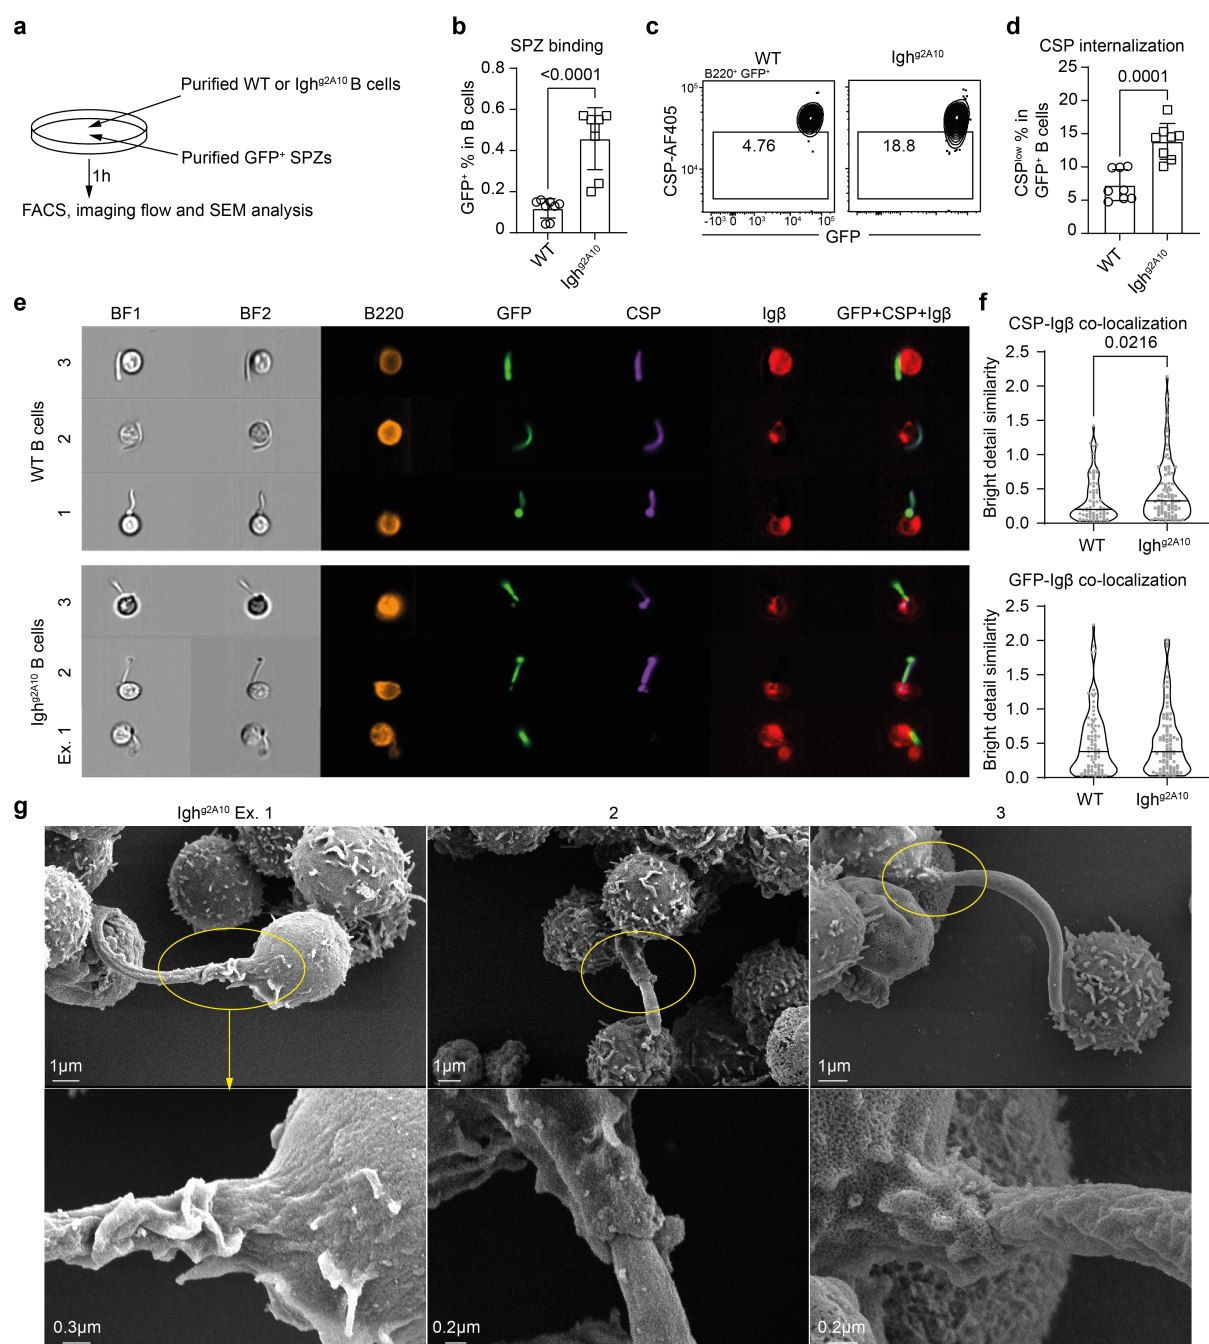 a
Purified WT or Igh^g2A10 B cells
Purified GFP⁺ SPZs
1h
FACS, imaging flow and SEM analysis
b
SPZ binding
<0.0001
GFP⁺ % in B cells
0.8
0.6
0.4
0.2
0
WT
Igh^g2A10
c
WT
Igh^g2A10
B220⁺ GFP⁺
CSP-AF405
10⁵
10⁴
4.76
18.8
-10³ 0 10³ 10⁴ 10⁵
-10³ 0 10³ 10⁴ 10⁵
GFP
d
CSP internalization
0.0001
CSP^low % in
GFP⁺ B cells
25
20
15
10
5
0
WT
Igh^g2A10
e
BF1 BF2 B220 GFP CSP Igβ GFP+CSP+Igβ
WT B cells
3
2
1
Igh^g2A10 B cells
3
2
Ex. 1
f
CSP-Igβ co-localization
0.0216
Bright detail similarity
2.5
2.0
1.5
1.0
0.5
0.0
WT
Igh^g2A10
GFP-Igβ co-localization
Bright detail similarity
2.5
2.0
1.5
1.0
0.5
0.0
WT
Igh^g2A10
g
Igh^g2A10 Ex. 1
2
3
1μm
1μm
1μm
0.3μm
0.2μm
0.2μm